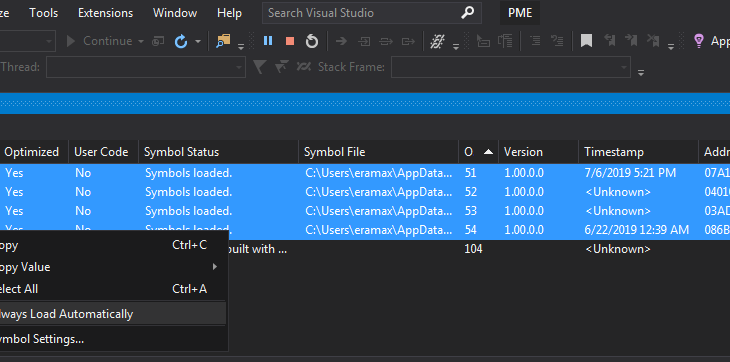 ze Tools Extensions Window Help Search Visual Studio PME
Continue App
Thread: Stack Frame:
Optimized User Code Symbol Status Symbol File O Version Timestamp Addr
Yes No Symbols loaded. C:\Users\eramax\AppData... 51 1.00.0.0 7/6/2019 5:21 PM 07A1
Yes No Symbols loaded. C:\Users\eramax\AppData... 52 1.00.0.0 <Unknown> 0401
Yes No Symbols loaded. C:\Users\eramax\AppData... 53 1.00.0.0 <Unknown> 03AD
Yes No Symbols loaded. C:\Users\eramax\AppData... 54 1.00.0.0 6/22/2019 12:39 AM 086B
opy Ctrl+C built with ... 104 <Unknown>
opy Value
elect All Ctrl+A
lways Load Automatically
ymbol Settings...